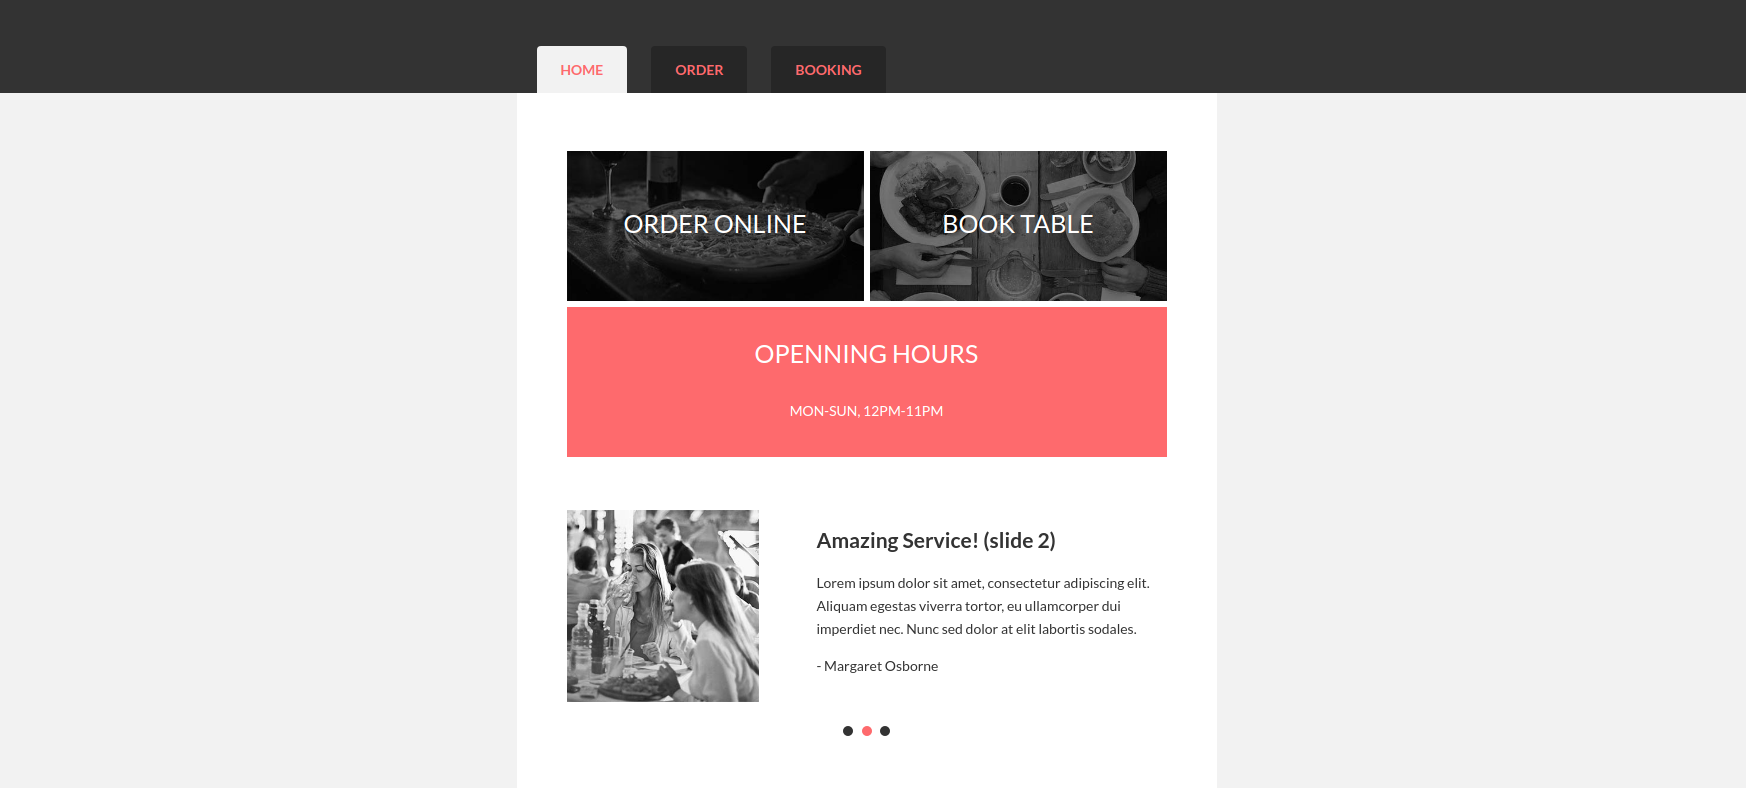 HOME
ORDER
BOOKING
ORDER ONLINE
BOOK TABLE
OPENNING HOURS
MON-SUN, 12PM-11PM
Amazing Service! (slide 2)
Lorem ipsum dolor sit amet, consectetur adipiscing elit.
Aliquam egestas viverra tortor, eu ullamcorper dui
imperdiet nec. Nunc sed dolor at elit labortis sodales.
- Margaret Osborne